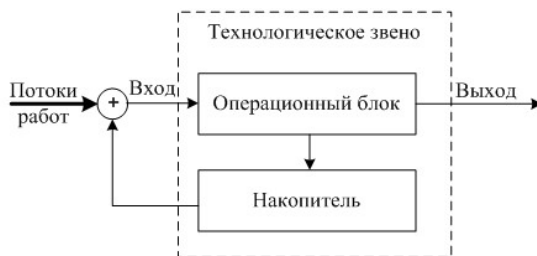 Технологическое звено
Потоки
работ
+
Вход
Операционный блок
Выход
Накопитель